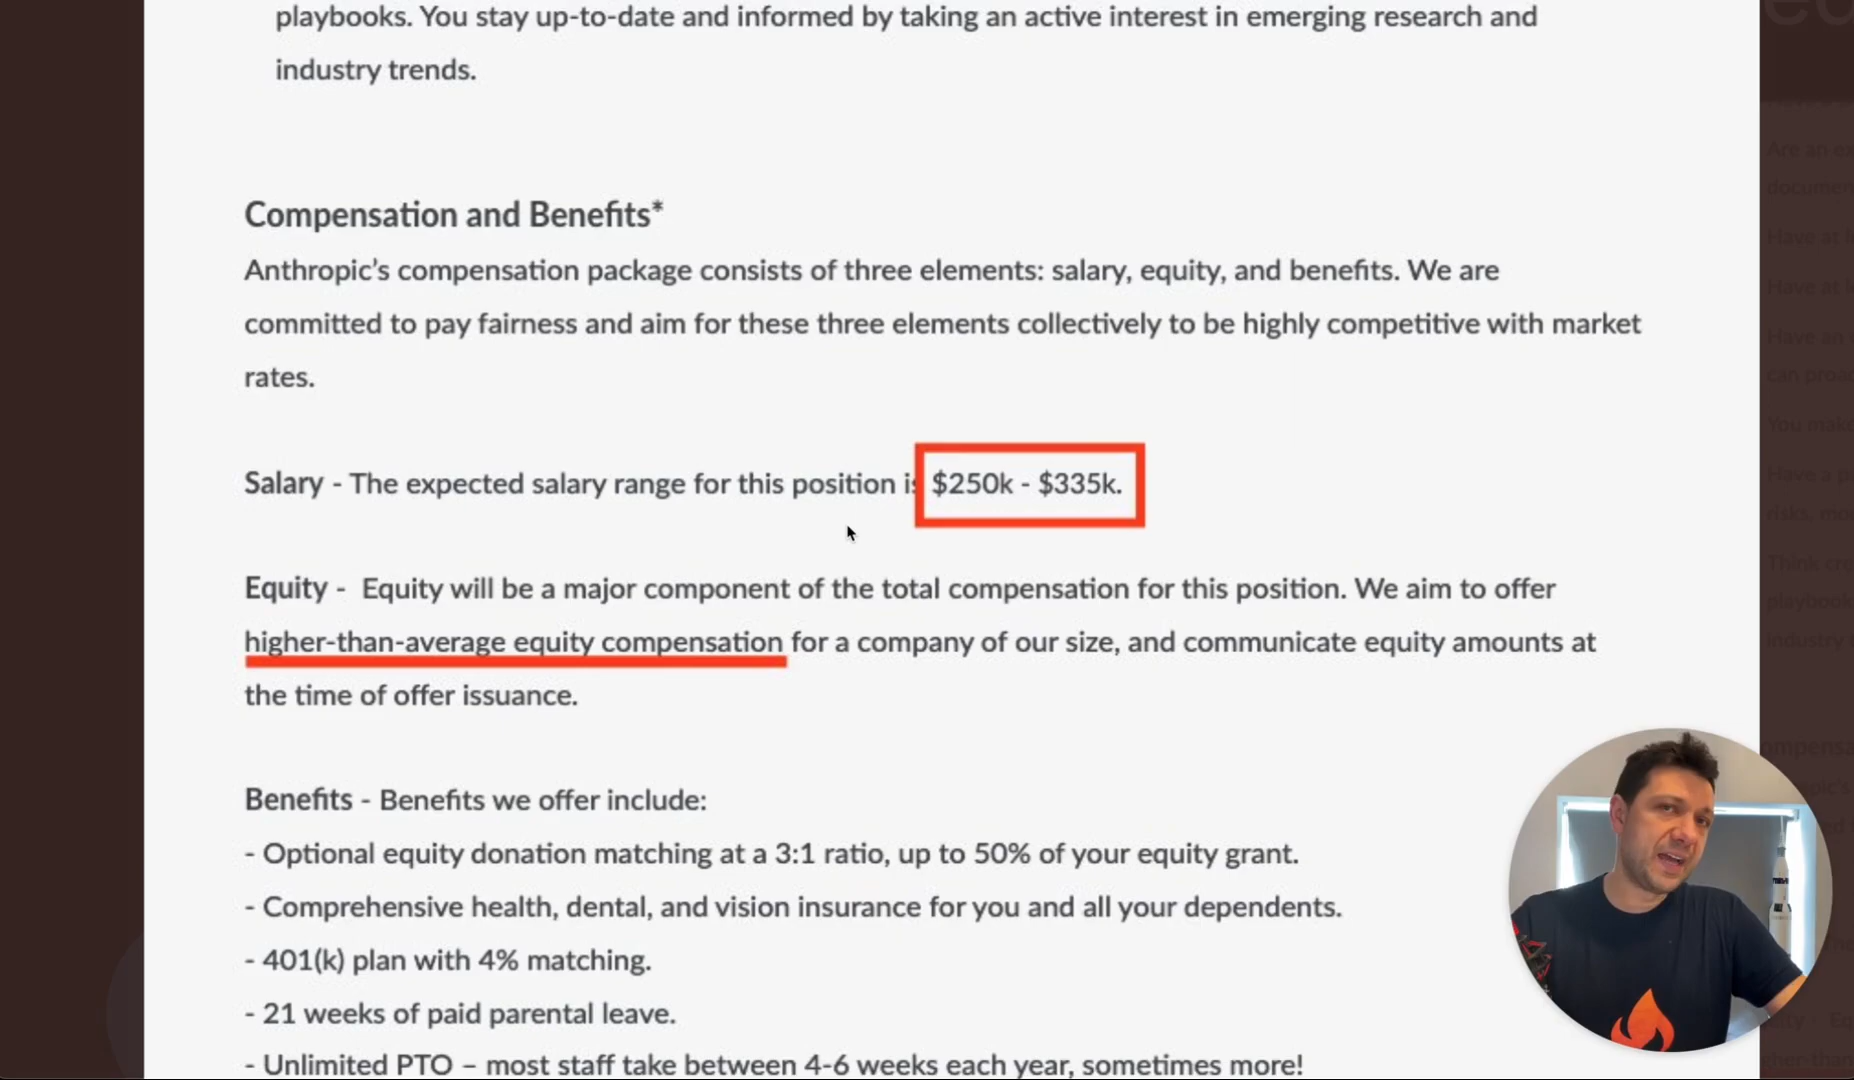 playbooks. You stay up-to-date and informed by taking an active interest in emerging research and
industry trends.
Compensation and Benefits*
Anthropic’s compensation package consists of three elements: salary, equity, and benefits. We are
committed to pay fairness and aim for these three elements collectively to be highly competitive with market
rates.
Salary - The expected salary range for this position is $250k - $335k.
Equity - Equity will be a major component of the total compensation for this position. We aim to offer
higher-than-average equity compensation for a company of our size, and communicate equity amounts at
the time of offer issuance.
Benefits - Benefits we offer include:
- Optional equity donation matching at a 3:1 ratio, up to 50% of your equity grant.
- Comprehensive health, dental, and vision insurance for you and all your dependents.
- 401(k) plan with 4% matching.
- 21 weeks of paid parental leave.
- Unlimited PTO – most staff take between 4-6 weeks each year, sometimes more!